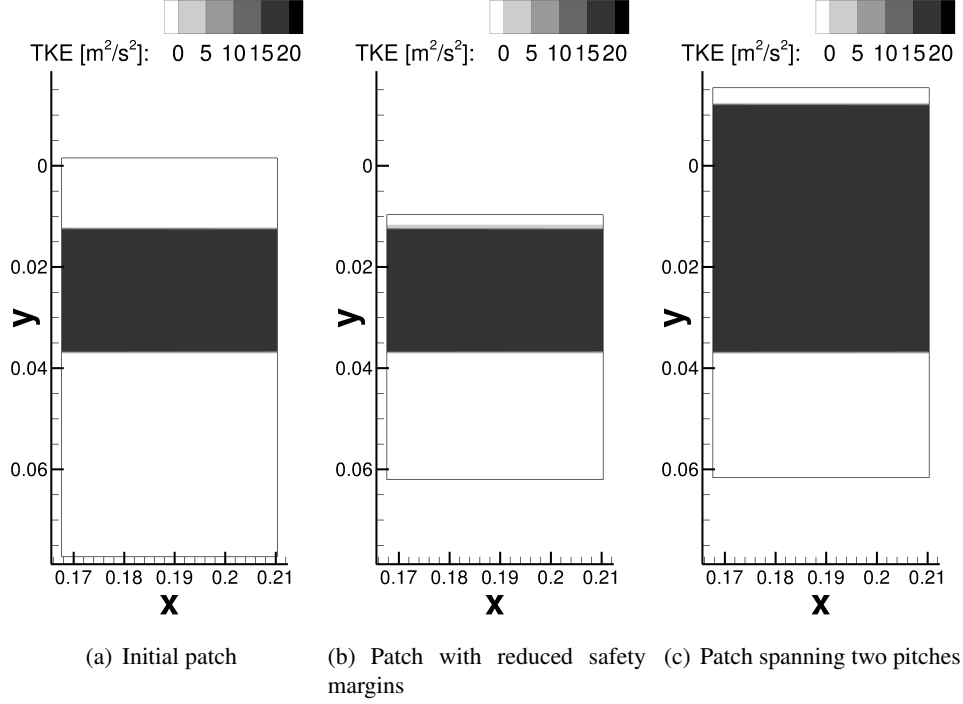 TKE [m²/s²]: 0 5 10 15 20
TKE [m²/s²]: 0 5 10 15 20
TKE [m²/s²]: 0 5 10 15 20
0
0.02
0.04
0.06
y
0.17 0.18 0.19 0.2 0.21
x
0
0.02
0.04
0.06
y
0.17 0.18 0.19 0.2 0.21
x
0
0.02
0.04
0.06
y
0.17 0.18 0.19 0.2 0.21
x
(a) Initial patch
(b) Patch with reduced safety
margins
(c) Patch spanning two pitches